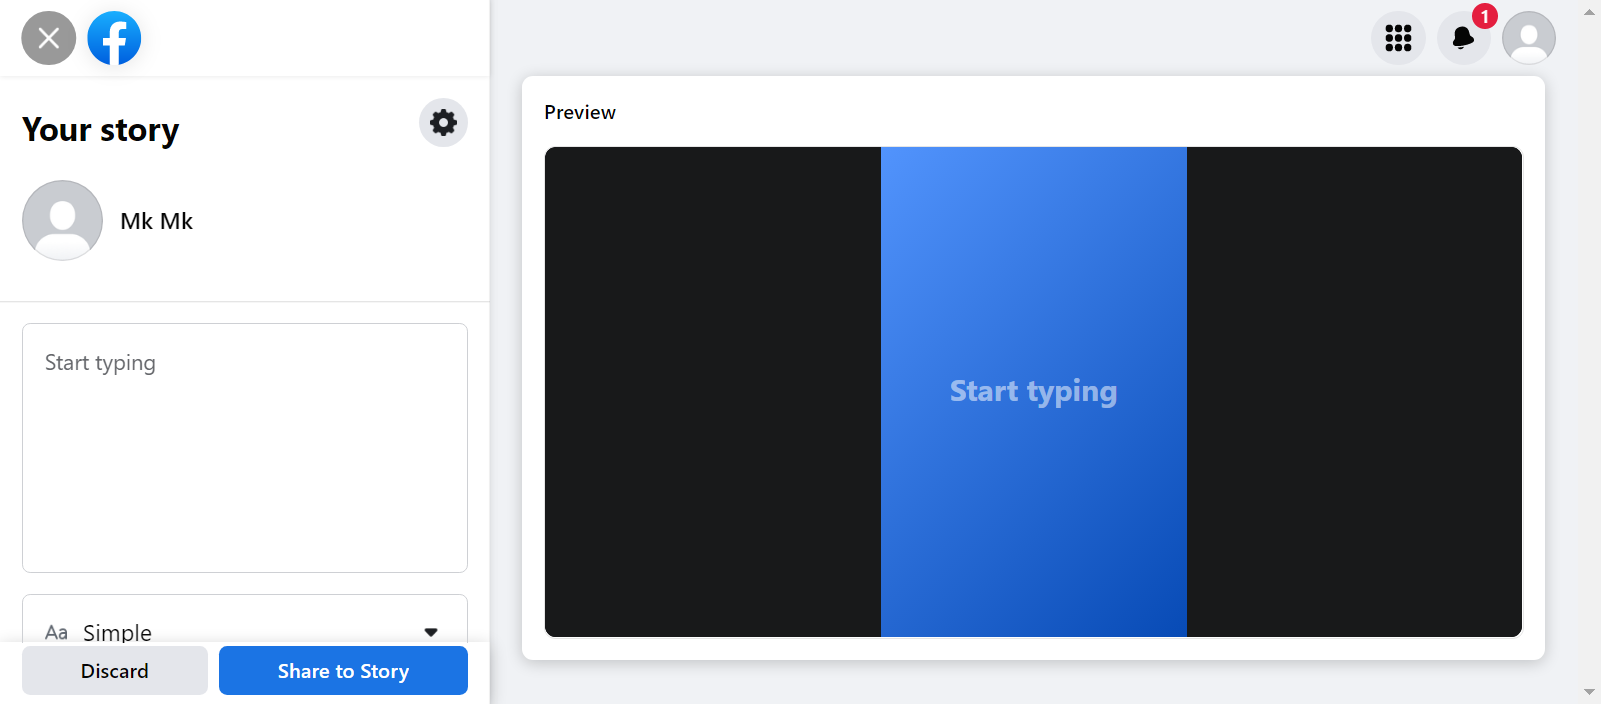 1
Your story
Mk Mk
Start typing
Aa Simple
Discard
Share to Story
Preview
Start typing